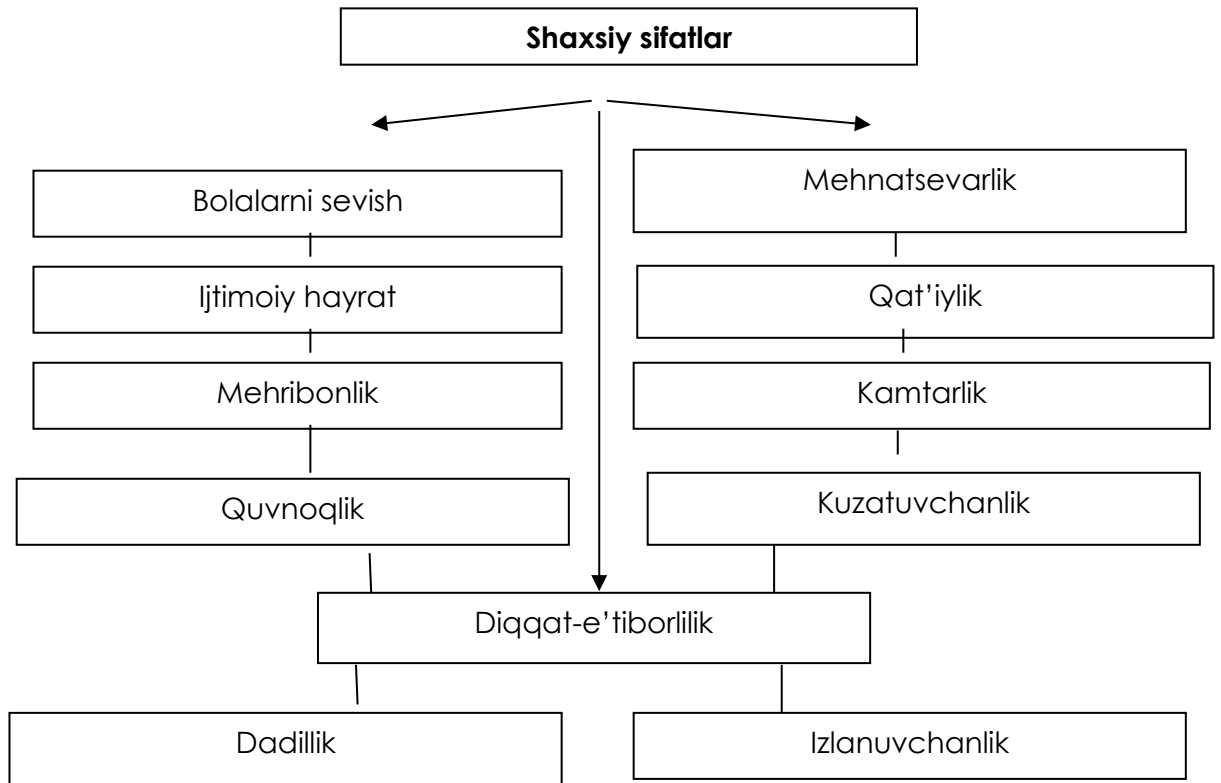 Shaxsiy sifatlar
Bolalarni sevish
Ijtimoiy hayrat
Mehribonlik
Quvnoqlik
Mehnatsevarlik
Qat’iylik
Kamtarlik
Kuzatuvchanlik
Diqqat-e’tiborlilik
Dadillik
Izlanuvchanlik